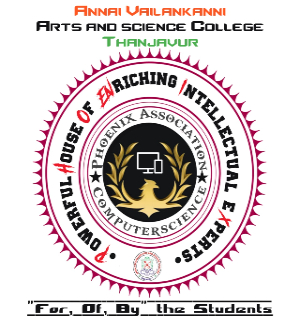 Annai Vailankanni
Arts and science College
Thanjavur
Powerful House Of ENriching Intellectual eXperts
Phoenix Association
Computerscience
"For, Of, By" the Students